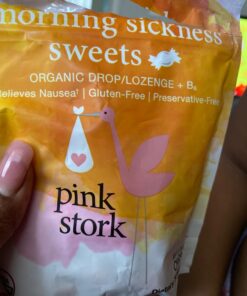 morning sickness
sweets
ORGANIC DROP/LOZENGE + B₆
Relieves Nausea† | Gluten-Free | Preservative-Free
pink
stork